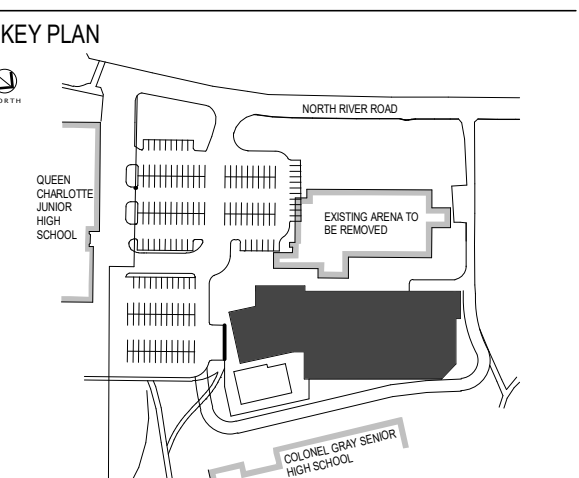 KEY PLAN
NORTH RIVER ROAD
QUEEN
CHARLOTTE
JUNIOR
HIGH
SCHOOL
EXISTING ARENA TO
BE REMOVED
COLONEL GRAY SENIOR
HIGH SCHOOL